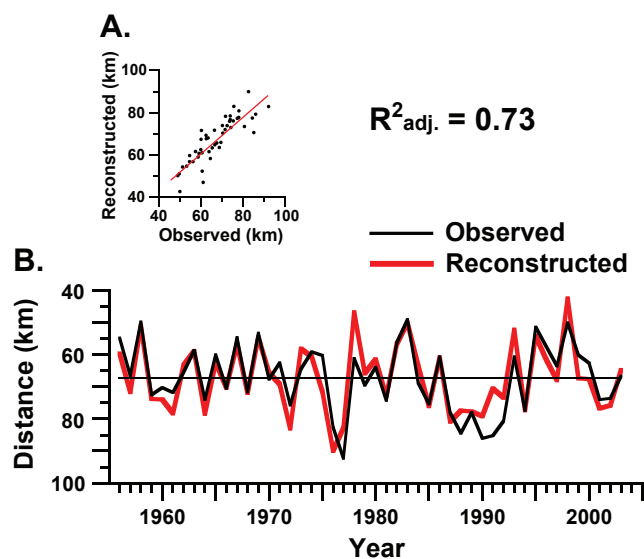 A.
Reconstructed (km)
100
80
60
40
40 60 80 100
Observed (km)
R²adj. = 0.73
Observed
Reconstructed
B.
Distance (km)
40
60
80
100
1960 1970 1980 1990 2000
Year